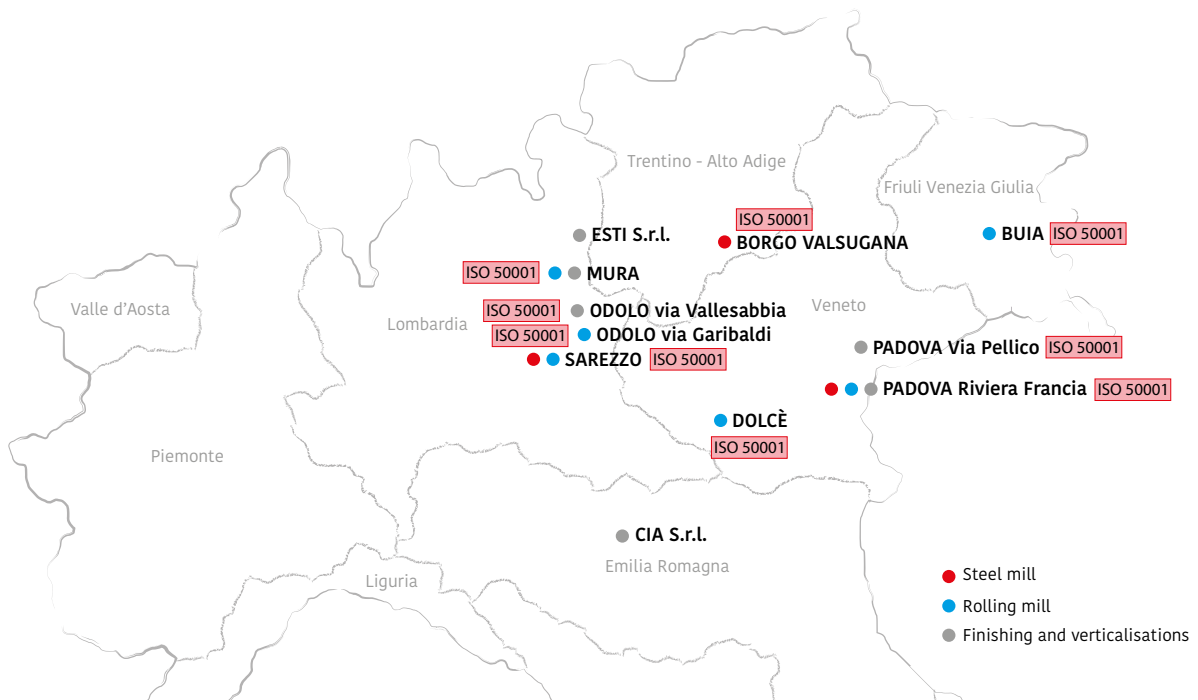 Trentino - Alto Adige
Friuli Venezia Giulia
ISO 50001
ESTI S.r.l.
BORGO VALSUGANA
BUIA ISO 50001
ISO 50001 MURA
Valle d'Aosta
Lombardia
ISO 50001 ODOLO via Vallesabbia
Veneto
ISO 50001 ODOLO via Garibaldi
SAREZZO ISO 50001
PADOVA Via Pellico ISO 50001
PADOVA Riviera Francia ISO 50001
DOLCÈ
ISO 50001
Piemonte
CIA S.r.l.
Emilia Romagna
Liguria
Steel mill
Rolling mill
Finishing and verticalisations